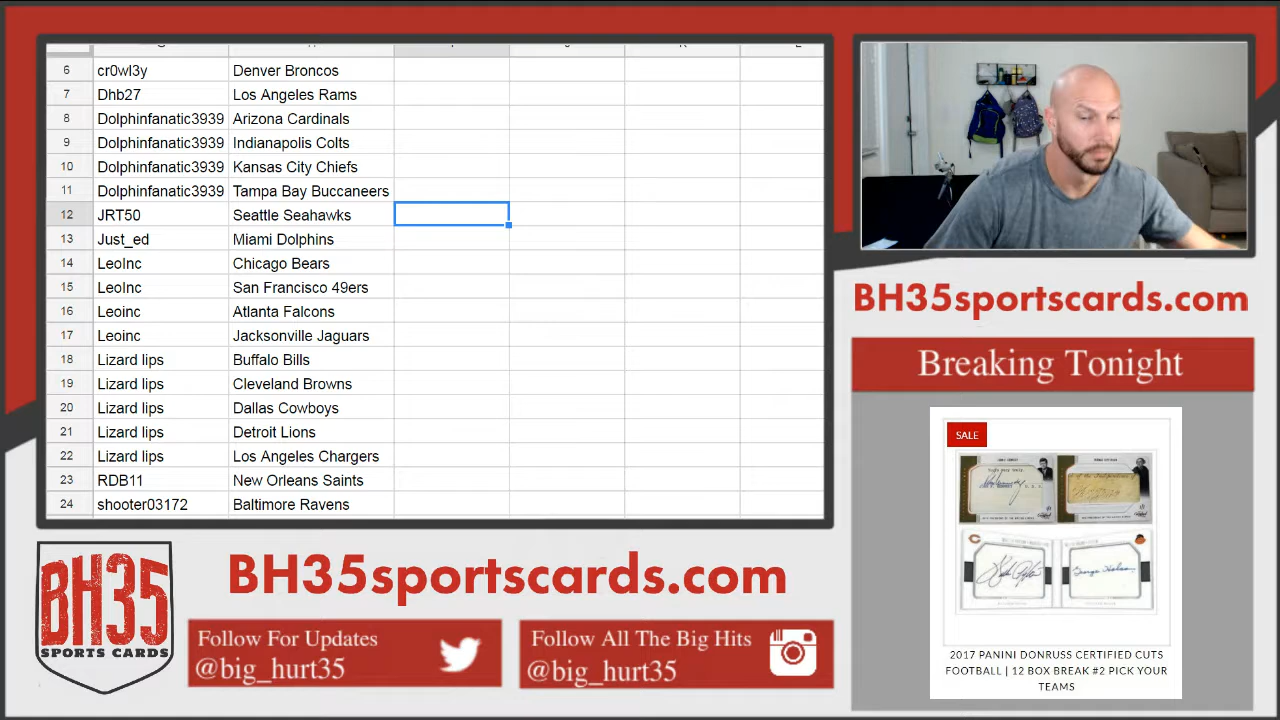 6 cr0wl3y Denver Broncos
7 Dhb27 Los Angeles Rams
8 Dolphinfanatic3939 Arizona Cardinals
9 Dolphinfanatic3939 Indianapolis Colts
10 Dolphinfanatic3939 Kansas City Chiefs
11 Dolphinfanatic3939 Tampa Bay Buccaneers
12 JRT50 Seattle Seahawks
13 Just_ed Miami Dolphins
14 LeoInc Chicago Bears
15 LeoInc San Francisco 49ers
16 Leoinc Atlanta Falcons
17 Leoinc Jacksonville Jaguars
18 Lizard lips Buffalo Bills
19 Lizard lips Cleveland Browns
20 Lizard lips Dallas Cowboys
21 Lizard lips Detroit Lions
22 Lizard lips Los Angeles Chargers
23 RDB11 New Orleans Saints
24 shooter03172 Baltimore Ravens
BH35sportscards.com
Breaking Tonight
SALE
2017 PANINI DONRUSS CERTIFIED CUTS
FOOTBALL | 12 BOX BREAK #2 PICK YOUR
TEAMS
BH35
SPORTS CARDS
BH35sportscards.com
Follow For Updates
@big_hurt35
Follow All The Big Hits
@big_hurt35